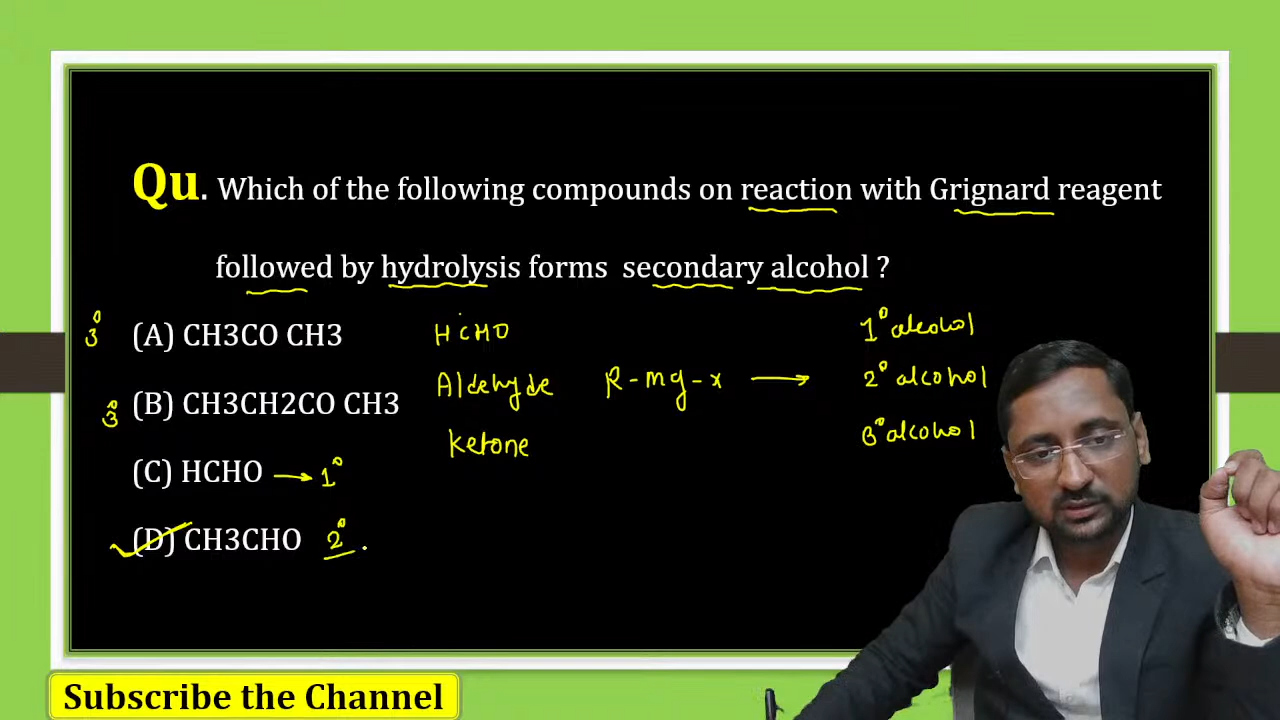 Qu. Which of the following compounds on reaction with Grignard reagent
followed by hydrolysis forms secondary alcohol ?
3° (A) CH3CO CH3
3° (B) CH3CH2CO CH3
(C) HCHO → 1°
(D) CH3CHO 2°.
HCHO 1° alcohol
Aldehyde R-mg-x → 2° alcohol
Ketone 3° alcohol
Subscribe the Channel